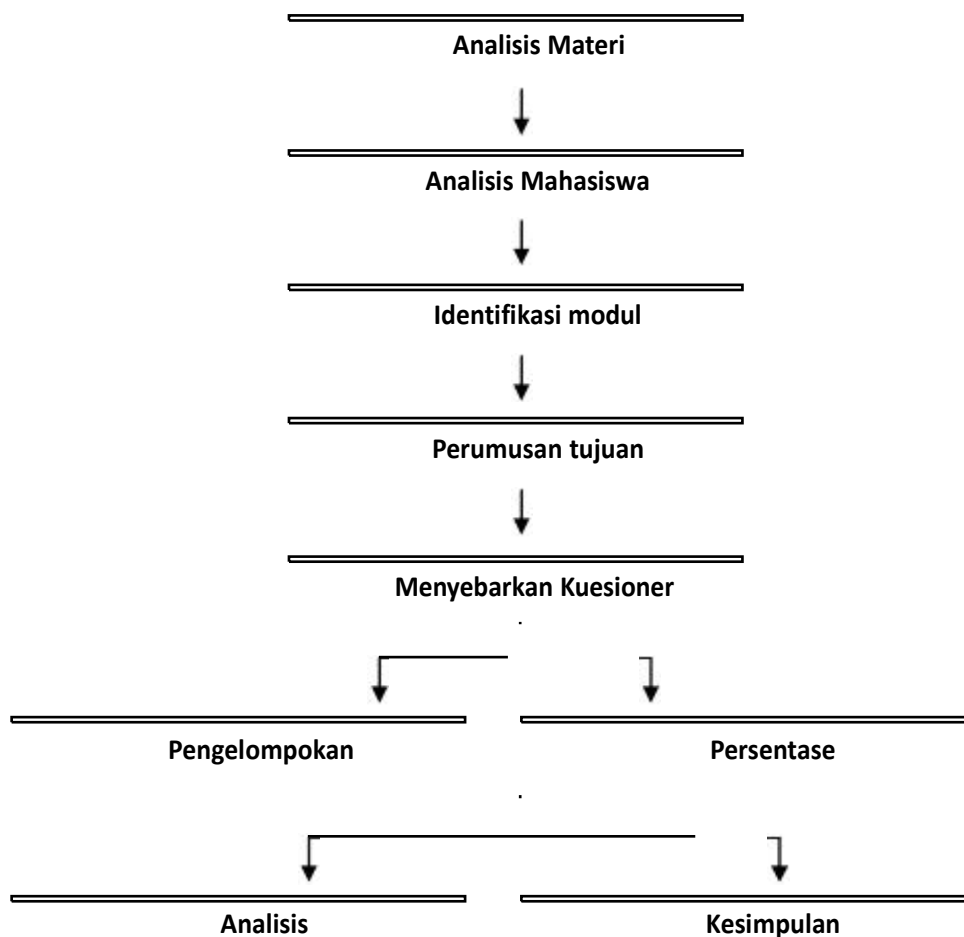 Analisis Materi
Analisis Mahasiswa
Identifikasi modul
Perumusan tujuan
Menyebarkan Kuesioner
.
Pengelompokan
Persentase
.
Analisis
Kesimpulan